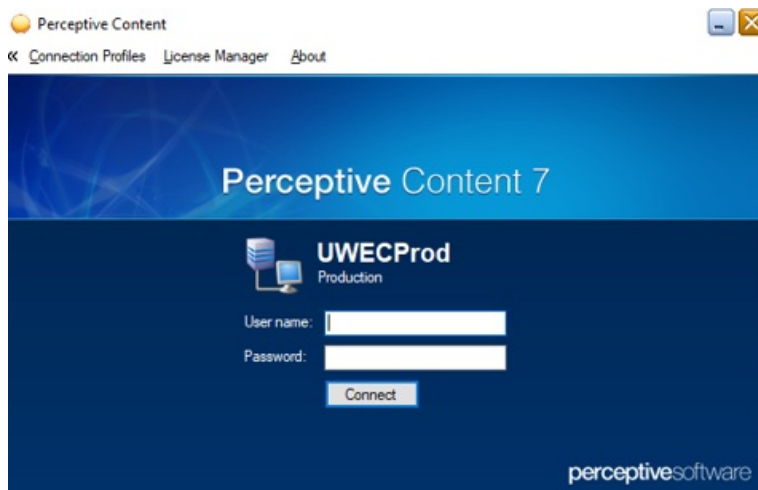 Perceptive Content
« Connection Profiles License Manager About
Perceptive Content 7
UWECProd
Production
User name:
Password:
Connect
perceptivesoftware